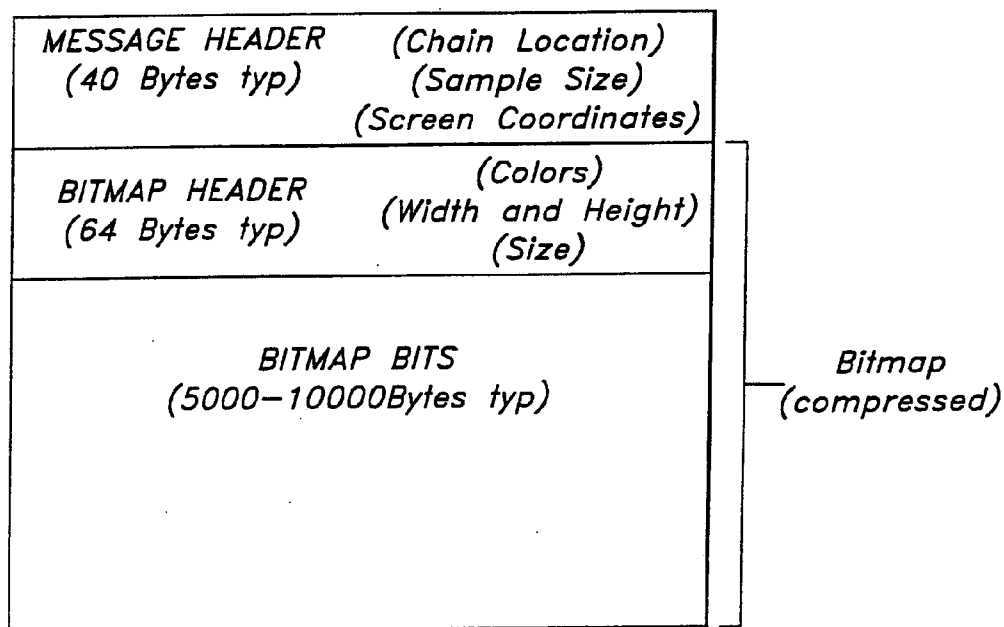 MESSAGE HEADER
(40 Bytes typ)
(Chain Location)
(Sample Size)
(Screen Coordinates)
BITMAP HEADER
(64 Bytes typ)
(Colors)
(Width and Height)
(Size)
BITMAP BITS
(5000-10000Bytes typ)
Bitmap
(compressed)